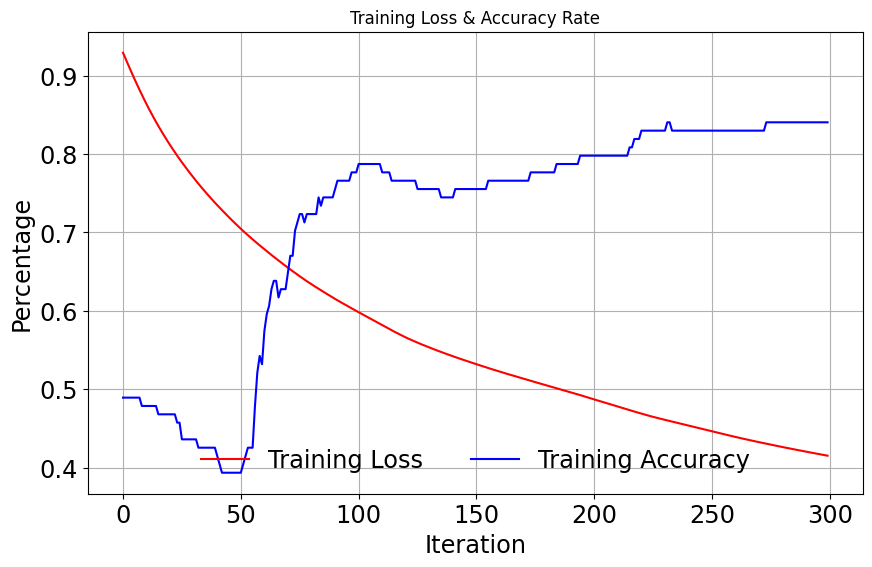 Training Loss & Accuracy Rate
Percentage
0.9
0.8
0.7
0.6
0.5
0.4
Training Loss Training Accuracy
0 50 100 150 200 250 300
Iteration